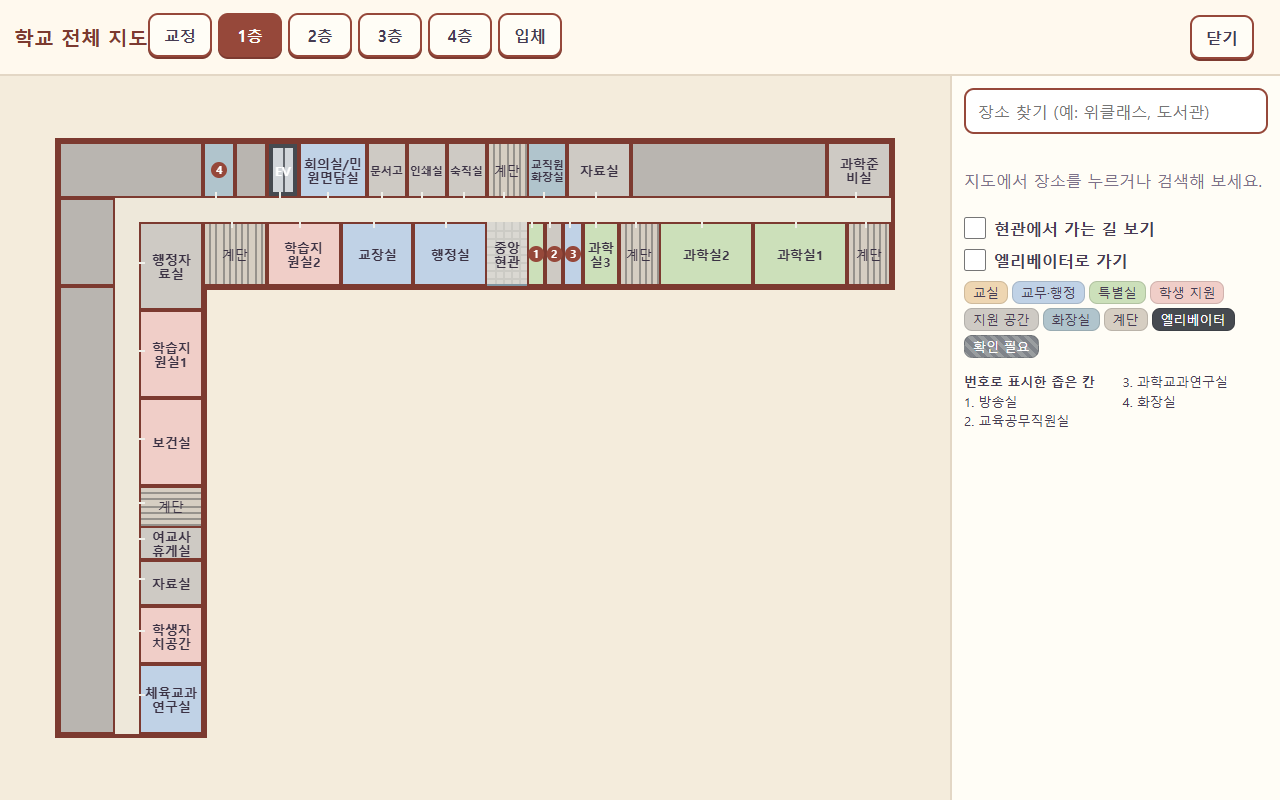 학교 전체 지도
교정
1층
2층
3층
4층
입체
닫기
장소 찾기 (예: 위클래스, 도서관)
지도에서 장소를 누르거나 검색해 보세요.
현관에서 가는 길 보기
엘리베이터로 가기
교실
교무·행정
특별실
학생 지원
지원 공간
화장실
계단
엘리베이터
확인 필요
번호로 표시한 좁은 칸
1. 방송실
2. 교육공무직원실
3. 과학교과연구실
4. 화장실
4
EV
회의실/민
원면담실
문서고
인쇄실
숙직실
계단
교직원
화장실
자료실
과학준
비실
행정자
료실
계단
학습지
원실2
교장실
행정실
중앙
현관
1
2
3
과학
실3
계단
과학실2
과학실1
계단
학습지
원실1
보건실
계단
여교사
휴게실
자료실
학생자
치공간
체육교과
연구실